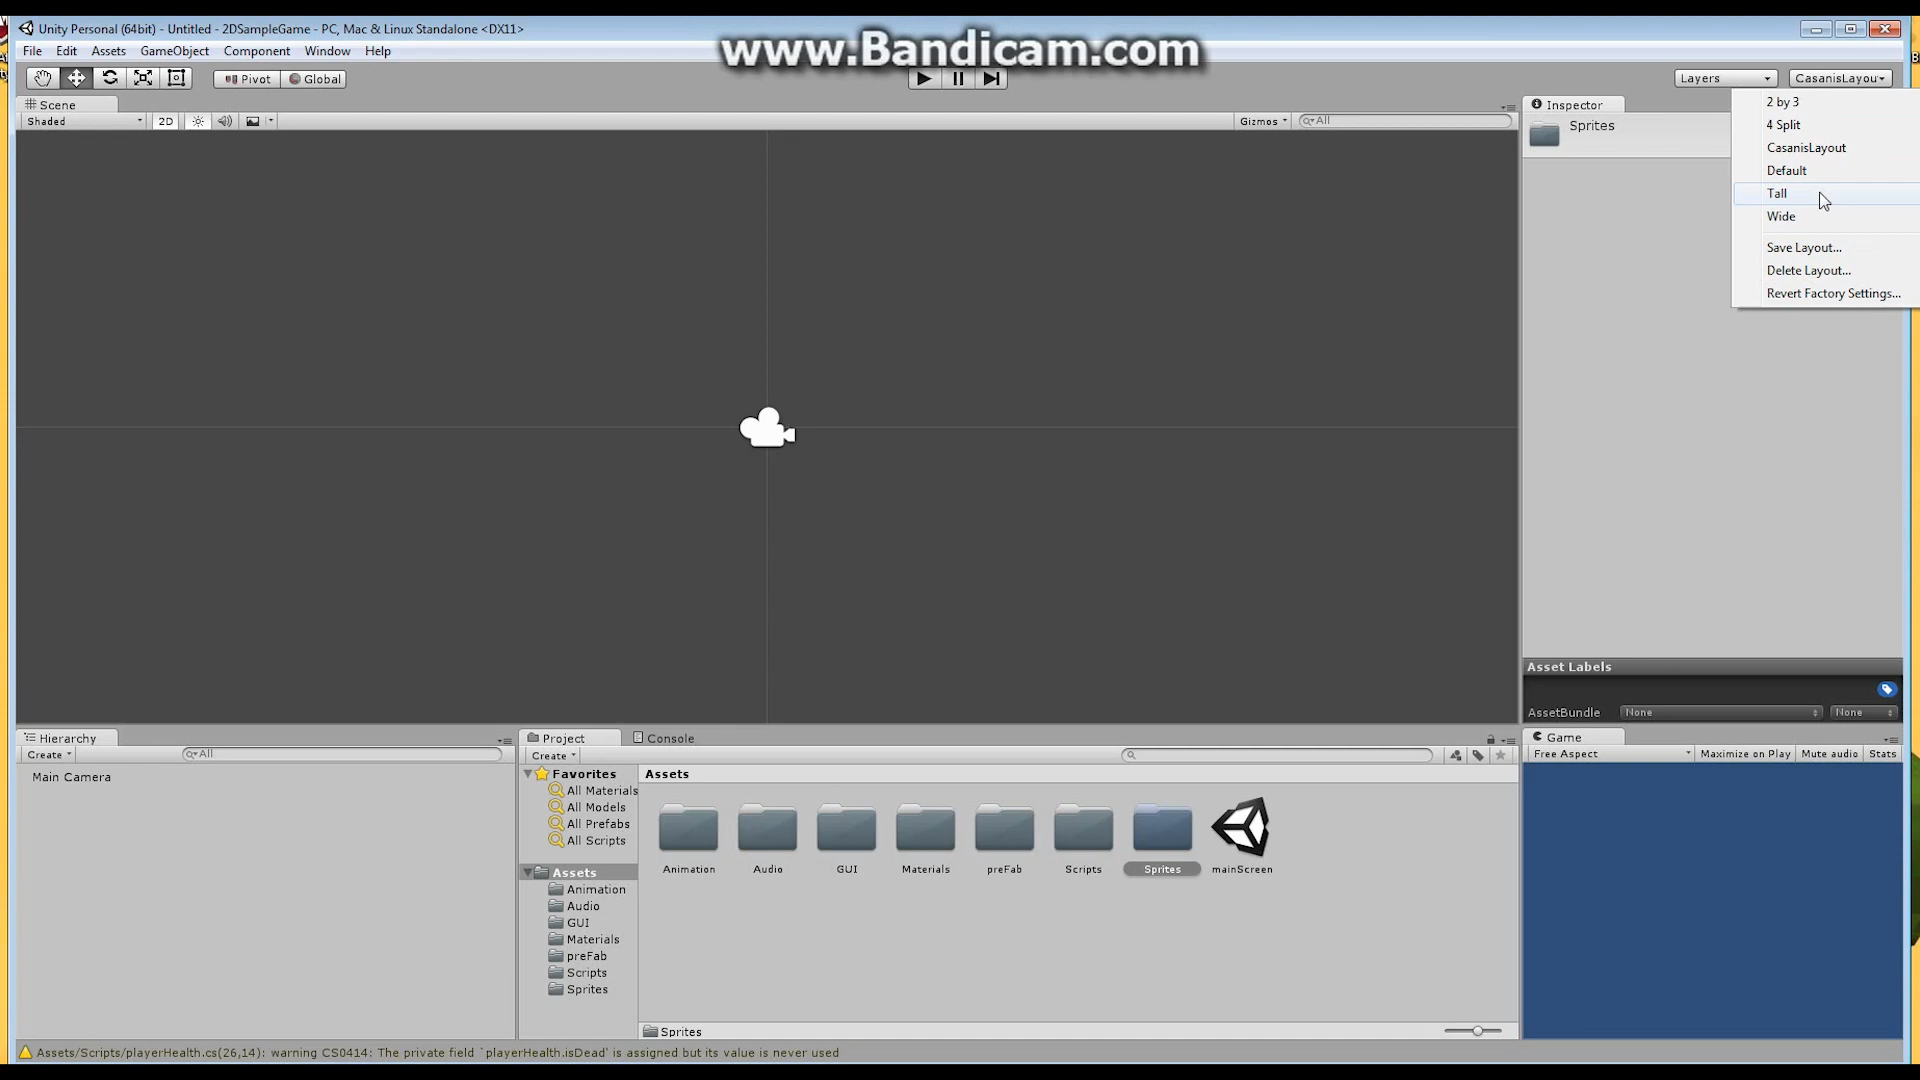 Unity Personal (64bit) - Untitled - 2DSampleGame - PC, Mac & Linux Standalone <DX11>
www.Bandicam.com
File Edit Assets GameObject Component Window Help
Pivot Global
Layers CasanisLayou
Scene
Shaded 2D Gizmos All
Inspector
Sprites
2 by 3
4 Split
CasanisLayout
Default
Tall
Wide
Save Layout...
Delete Layout...
Revert Factory Settings...
Asset Labels
AssetBundle None None
Hierarchy
Create All
Main Camera
Project Console
Create
Favorites
All Materials
All Models
All Prefabs
All Scripts
Assets
Animation
Audio
GUI
Materials
preFab
Scripts
Sprites
Assets
Animation Audio GUI Materials preFab Scripts Sprites mainScreen
Sprites
Game
Free Aspect Maximize on Play Mute audio Stats
Assets/Scripts/playerHealth.cs(26,14): warning CS0414: The private field `playerHealth.isDead' is assigned but its value is never used